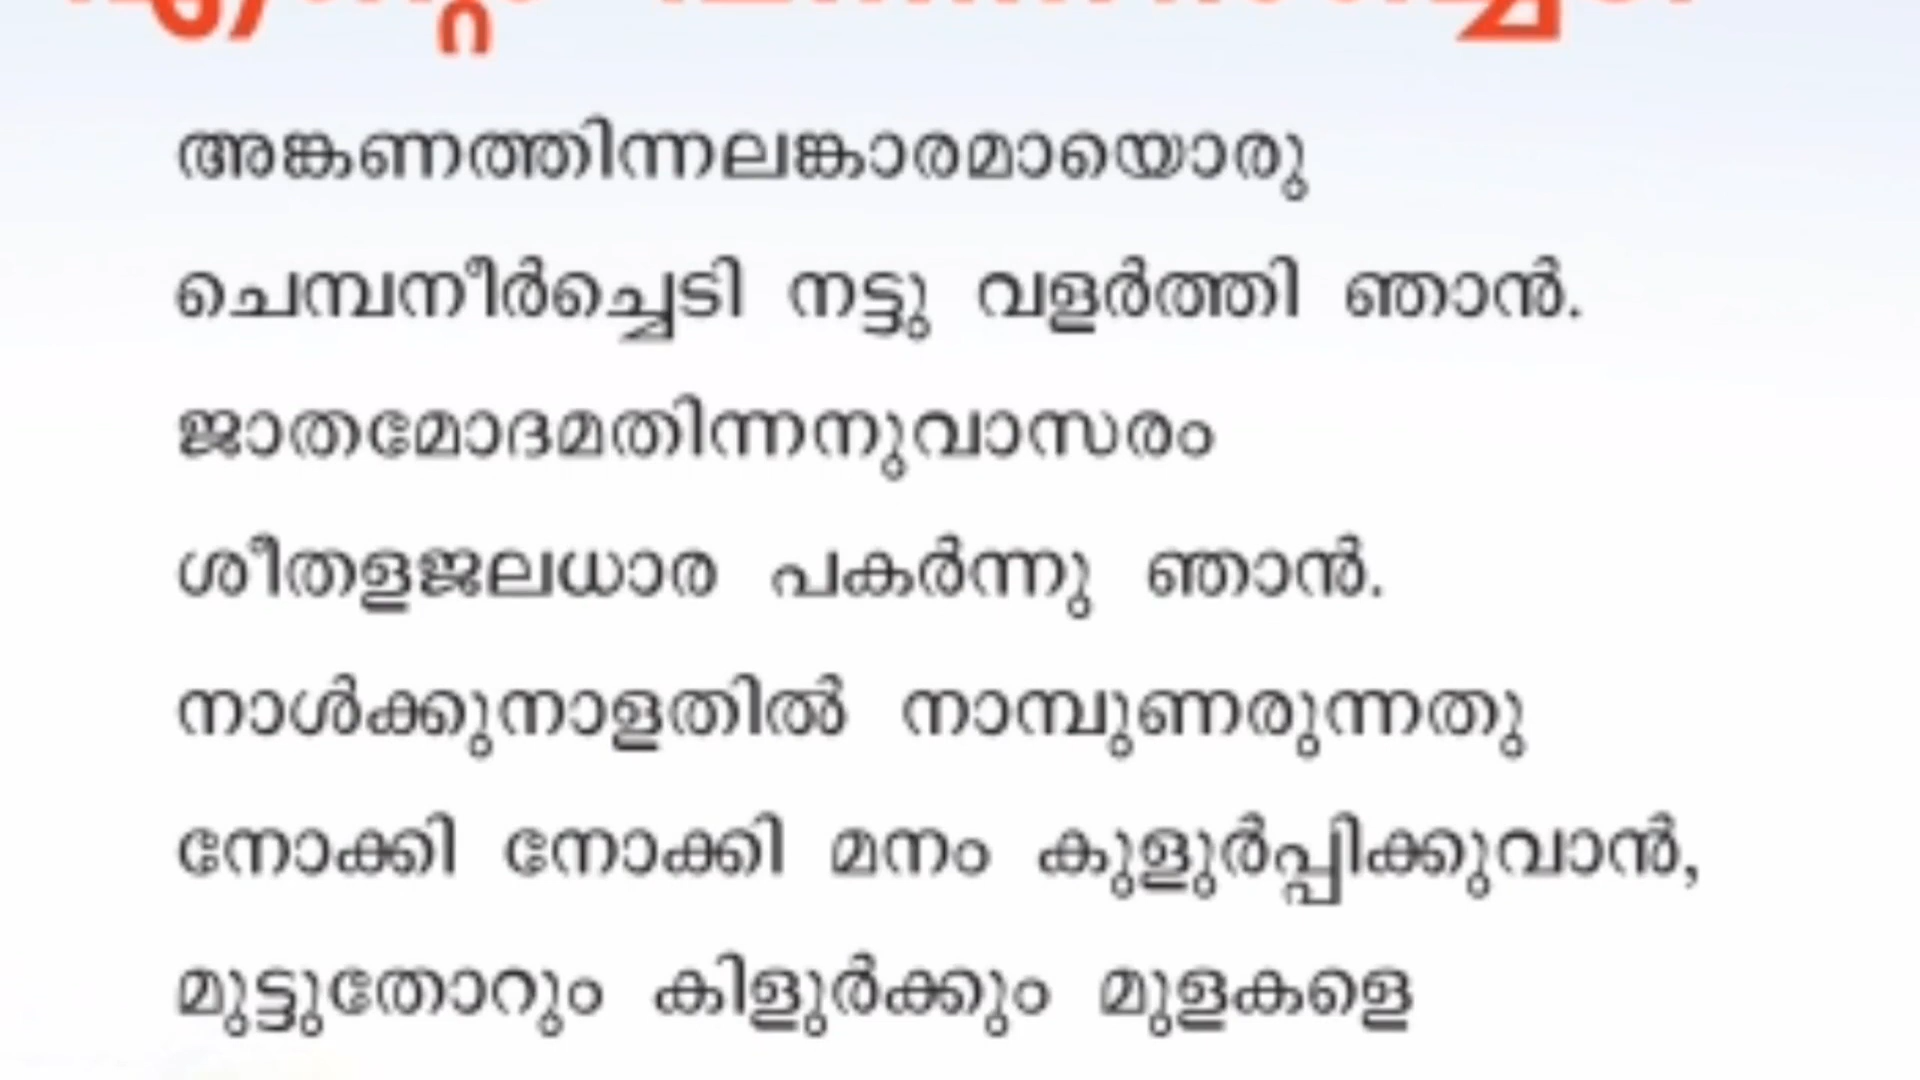 അങ്കണത്തിന്നലങ്കാരമായൊരു
ചെമ്പനീർച്ചെടി നട്ടു വളർത്തി ഞാൻ.
ജാതമോദമതിന്നനുവാസരം
ശീതളജലധാര പകർന്നു ഞാൻ.
നാൾക്കുനാളതിൽ നാമ്പുണരുന്നതു
നോക്കി നോക്കി മനം കുളുർപ്പിക്കുവാൻ,
മുട്ടുതോറും കിളുർക്കും മുളകളെ